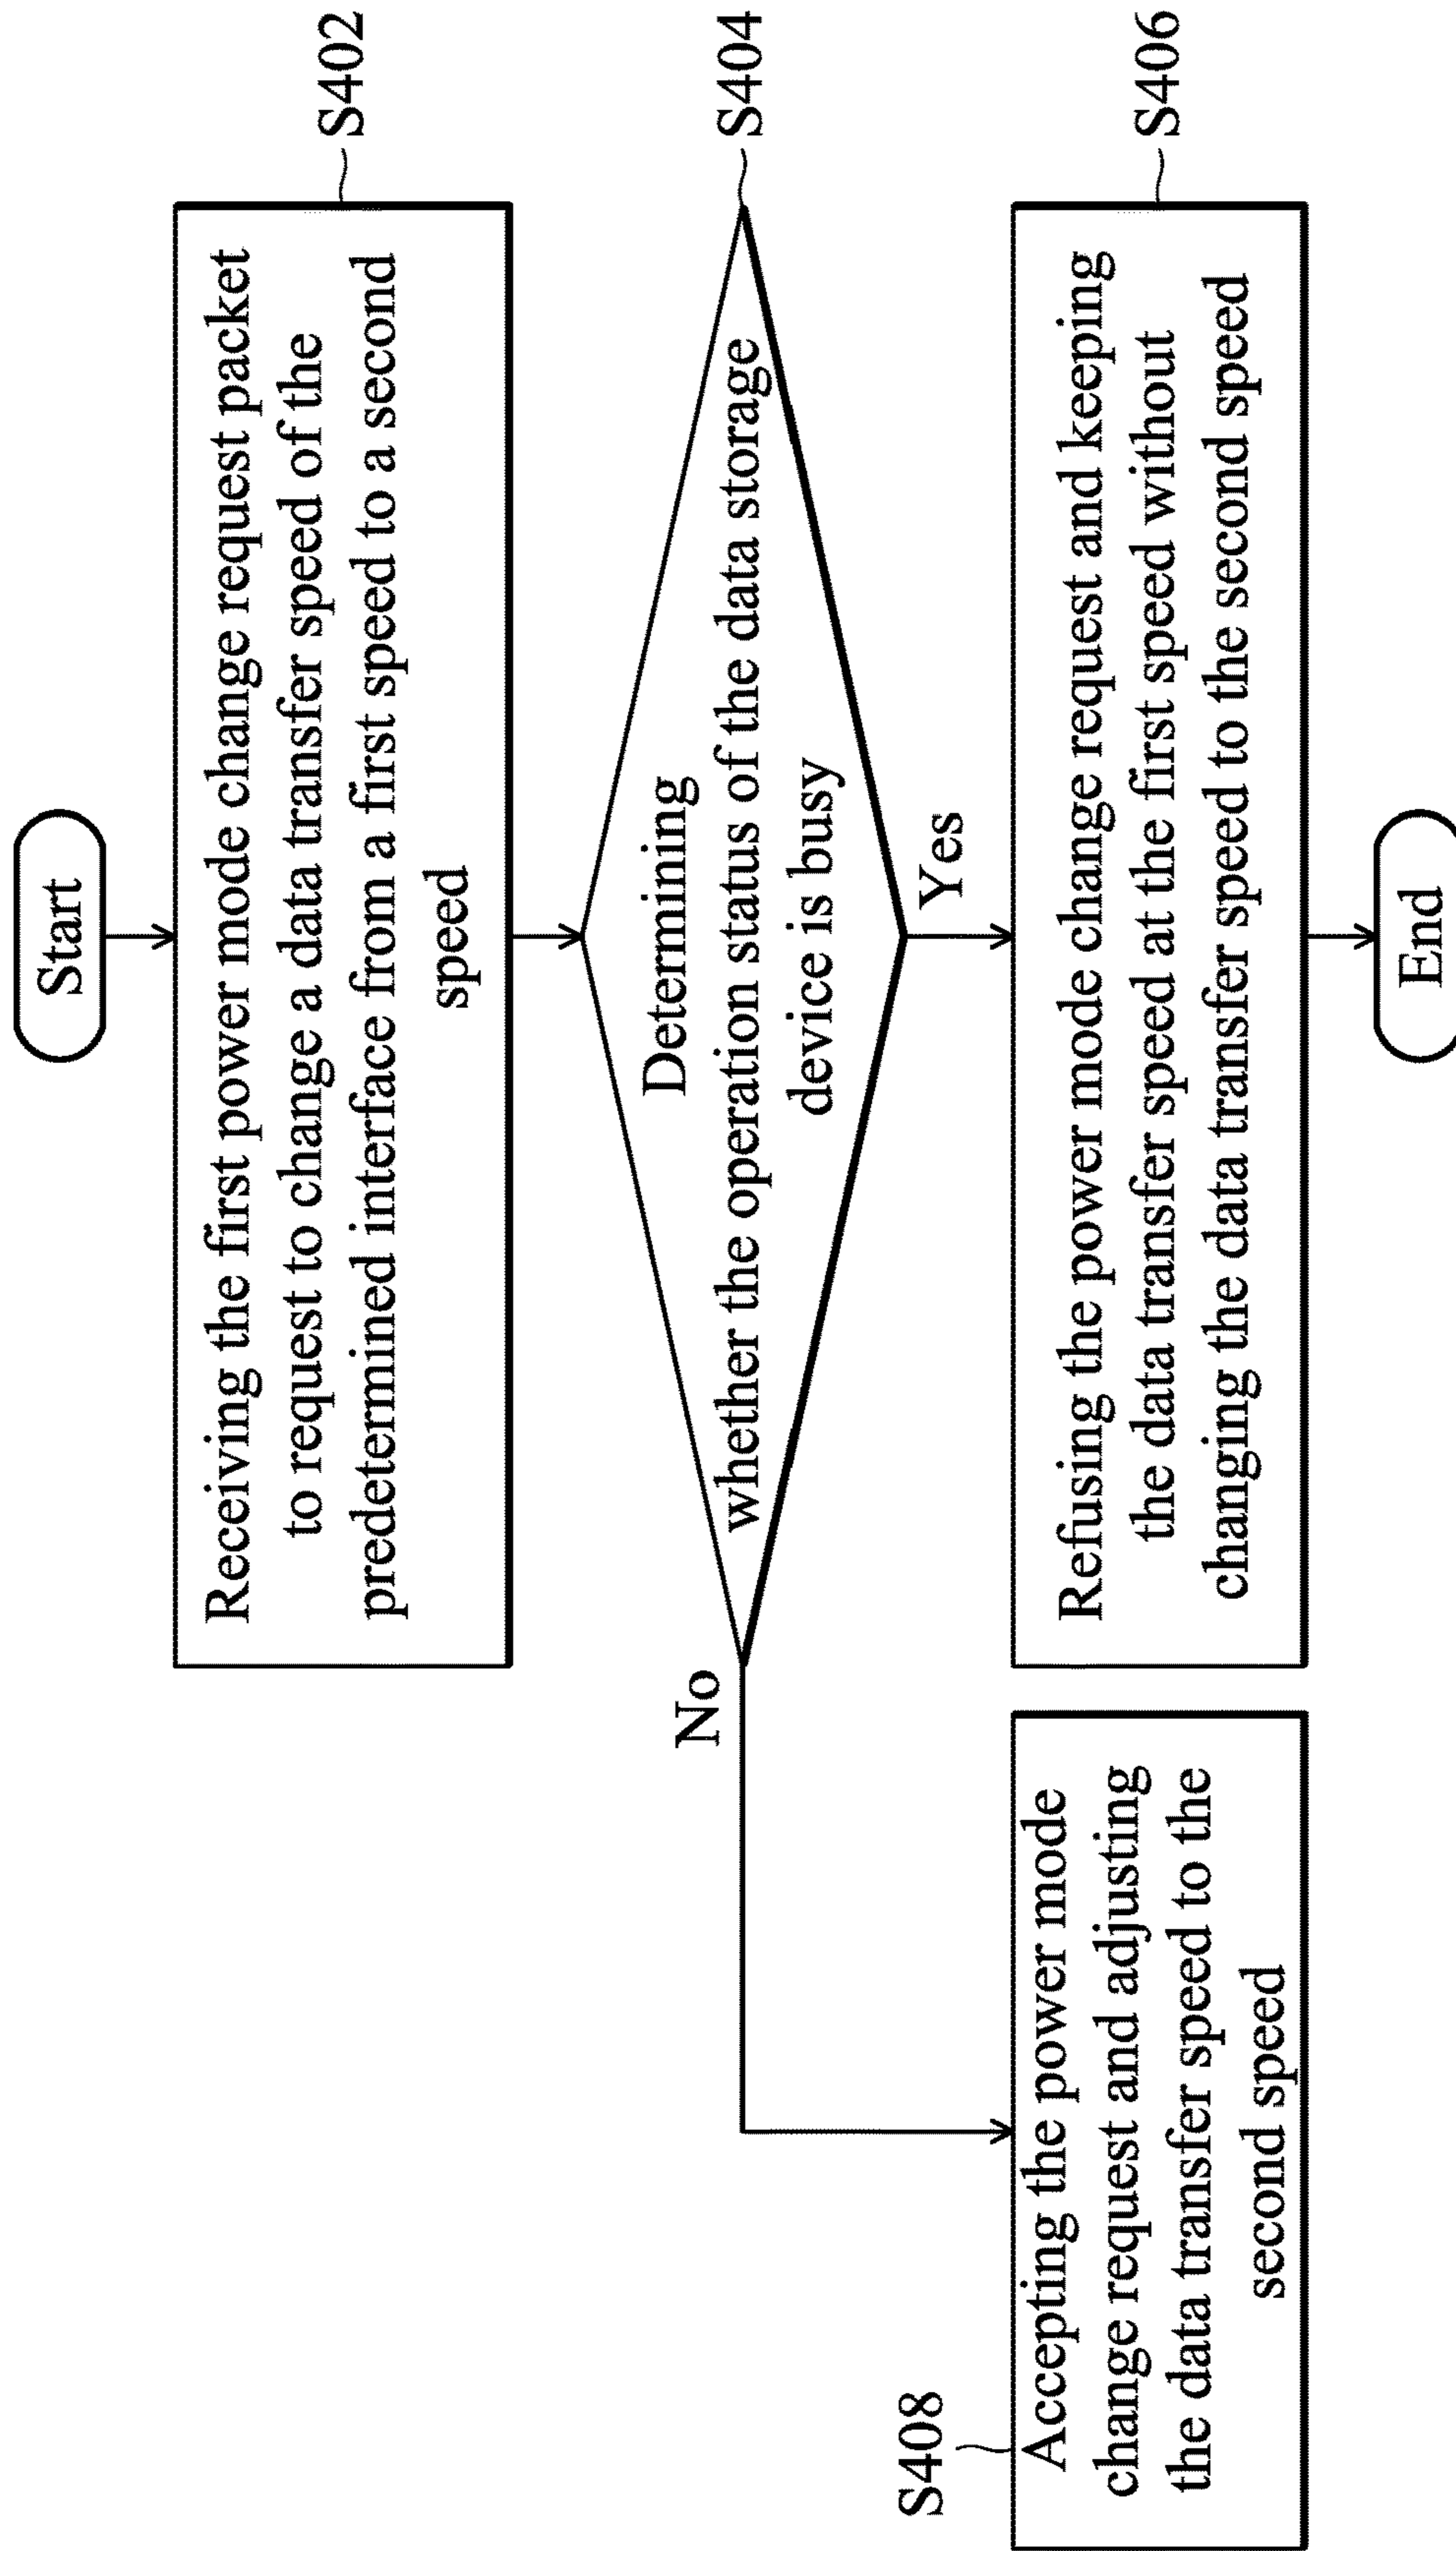 Start
Receiving the first power mode change request packet
to request to change a data transfer speed of the
predetermined interface from a first speed to a second
speed
S402
Determining
whether the operation status of the data storage
device is busy
S404
No
Yes
Refusing the power mode change request and keeping
the data transfer speed at the first speed without
changing the data transfer speed to the second speed
S406
S408
Accepting the power mode
change request and adjusting
the data transfer speed to the
second speed
End